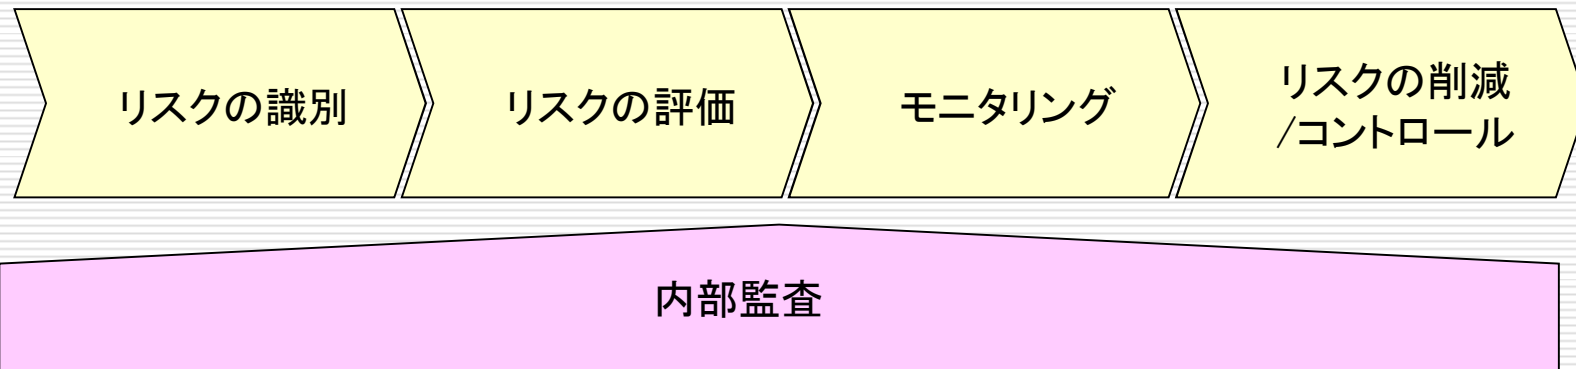 リスクの識別
リスクの評価
モニタリング
リスクの削減
/コントロール
内部監査